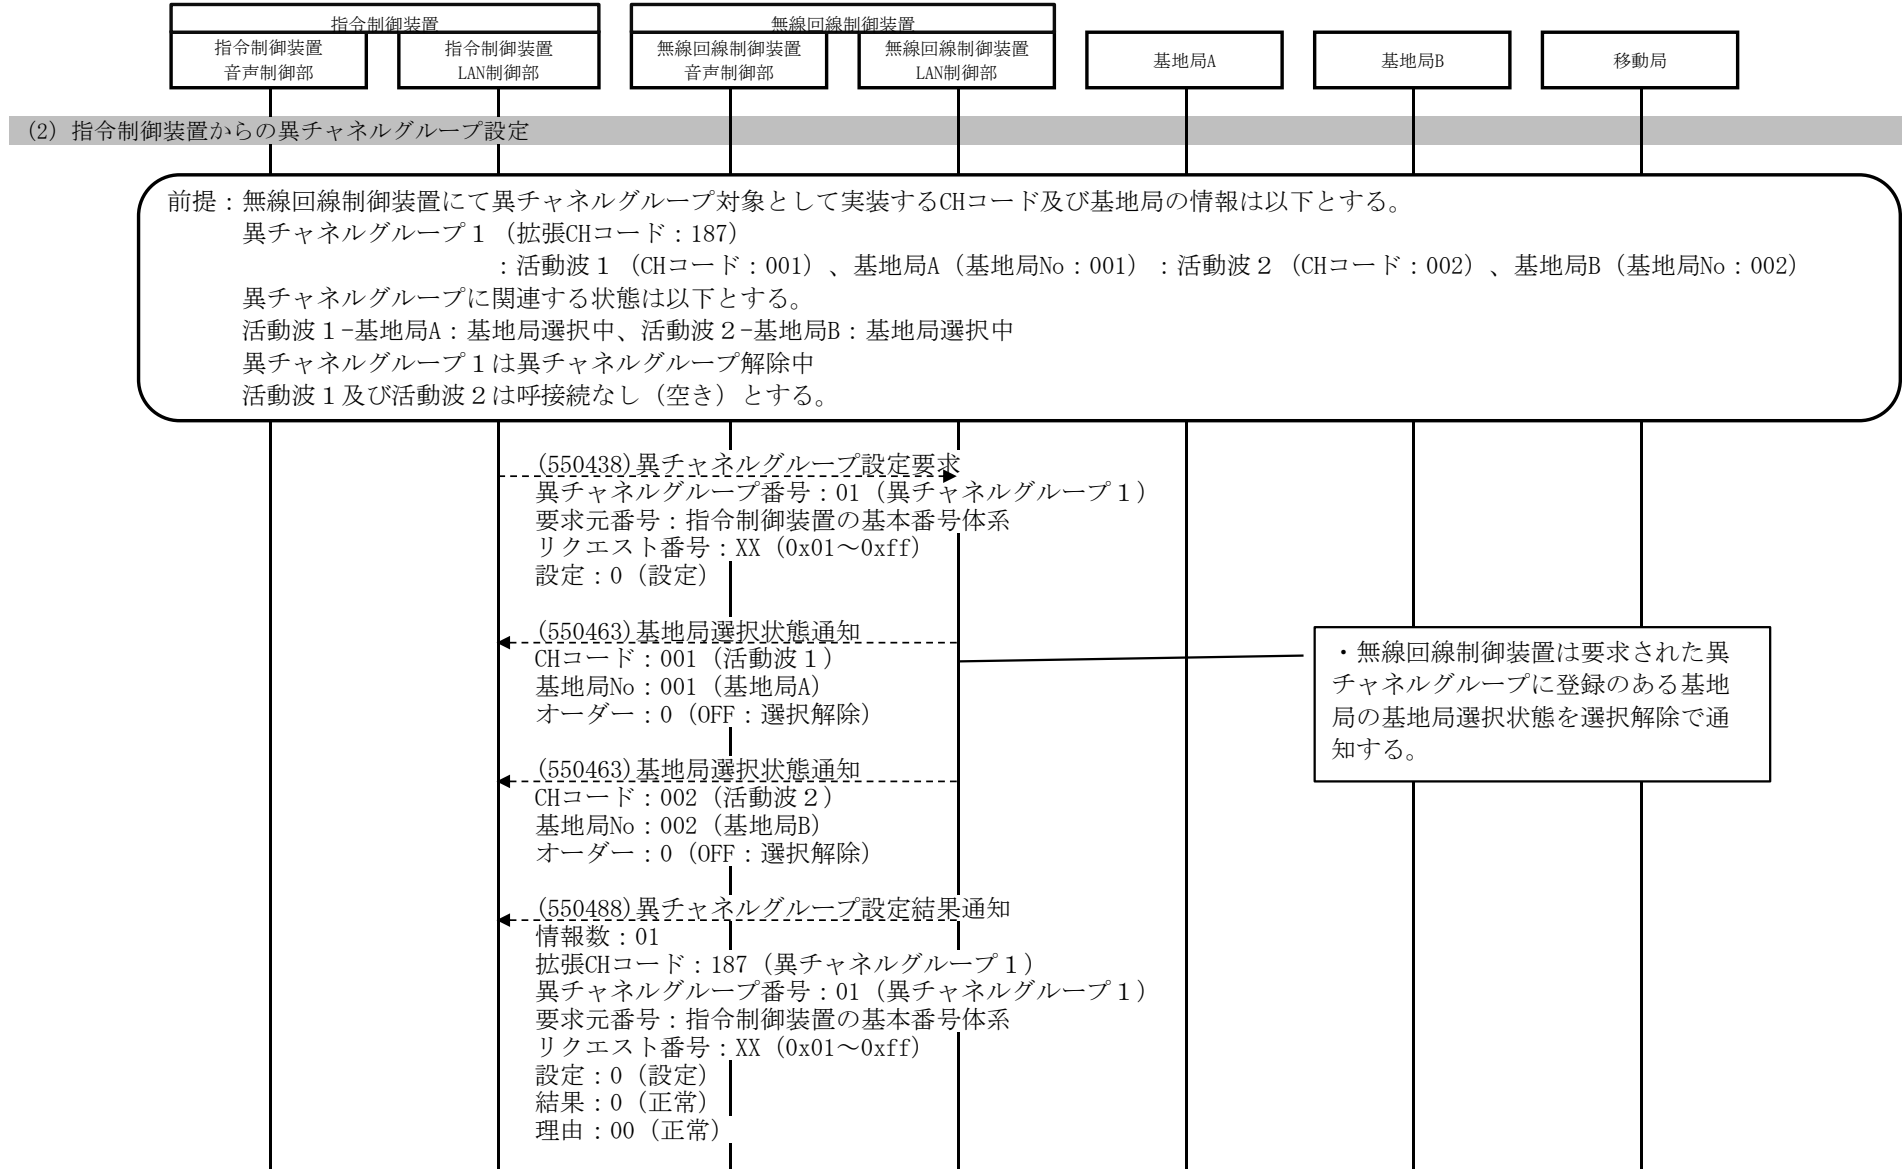 指令制御装置
無線回線制御装置
指令制御装置
音声制御部
指令制御装置
LAN制御部
無線回線制御装置
音声制御部
無線回線制御装置
LAN制御部
基地局A
基地局B
移動局
(2) 指令制御装置からの異チャネルグループ設定
前提：無線回線制御装置にて異チャネルグループ対象として実装するCHコード及び基地局の情報は以下とする。
異チャネルグループ１（拡張CHコード：187）
：活動波１（CHコード：001）、基地局A（基地局No：001）：活動波２（CHコード：002）、基地局B（基地局No：002）
異チャネルグループに関連する状態は以下とする。
活動波１-基地局A：基地局選択中、活動波２-基地局B：基地局選択中
異チャネルグループ１は異チャネルグループ解除中
活動波１及び活動波２は呼接続なし（空き）とする。
(550438)異チャネルグループ設定要求
異チャネルグループ番号：01（異チャネルグループ１）
要求元番号：指令制御装置の基本番号体系
リクエスト番号：XX（0x01～0xff）
設定：0（設定）
(550463)基地局選択状態通知
CHコード：001（活動波１）
基地局No：001（基地局A）
オーダー：0（OFF：選択解除）
・無線回線制御装置は要求された異
チャネルグループに登録のある基地
局の基地局選択状態を選択解除で通
知する。
(550463)基地局選択状態通知
CHコード：002（活動波２）
基地局No：002（基地局B）
オーダー：0（OFF：選択解除）
(550488)異チャネルグループ設定結果通知
情報数：01
拡張CHコード：187（異チャネルグループ１）
異チャネルグループ番号：01（異チャネルグループ１）
要求元番号：指令制御装置の基本番号体系
リクエスト番号：XX（0x01～0xff）
設定：0（設定）
結果：0（正常）
理由：00（正常）